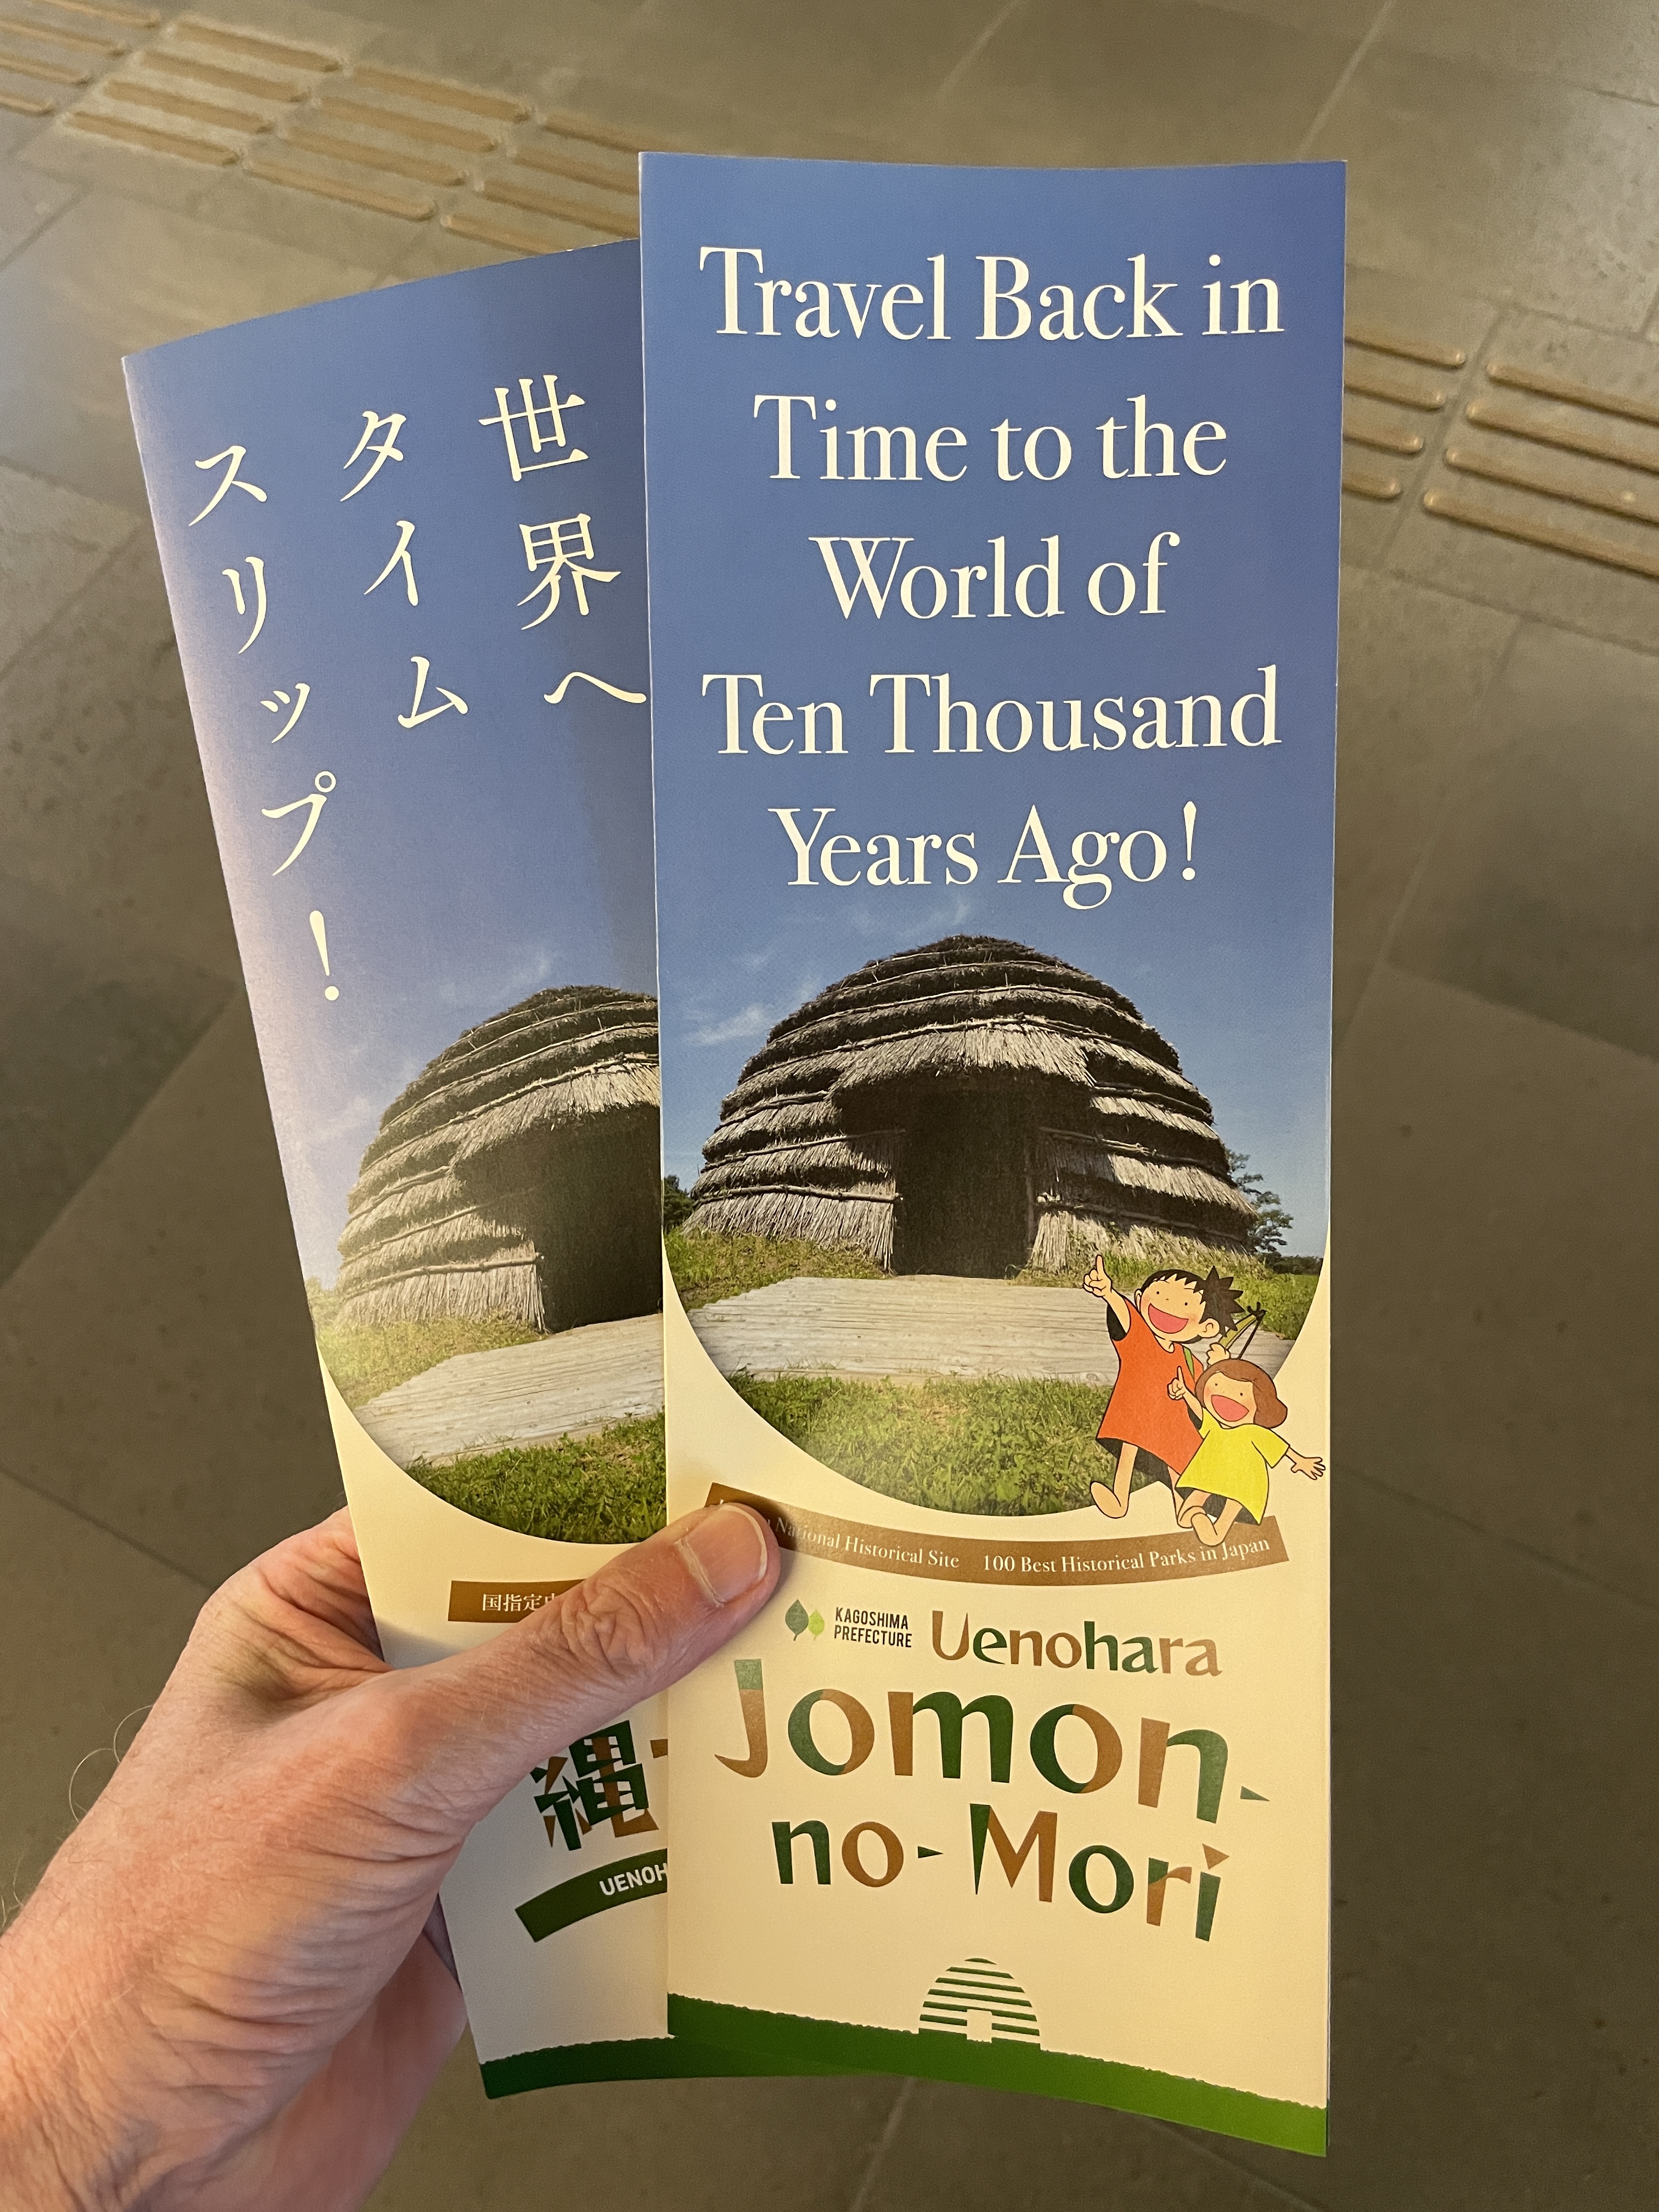 世界へ
タイム
スリップ!
国指定
縄
UENOH
Travel Back in
Time to the
World of
Ten Thousand
Years Ago!
National Historical Site 100 Best Historical Parks in Japan
KAGOSHIMA
PREFECTURE
Uenohara
Jomon-
no-Mori